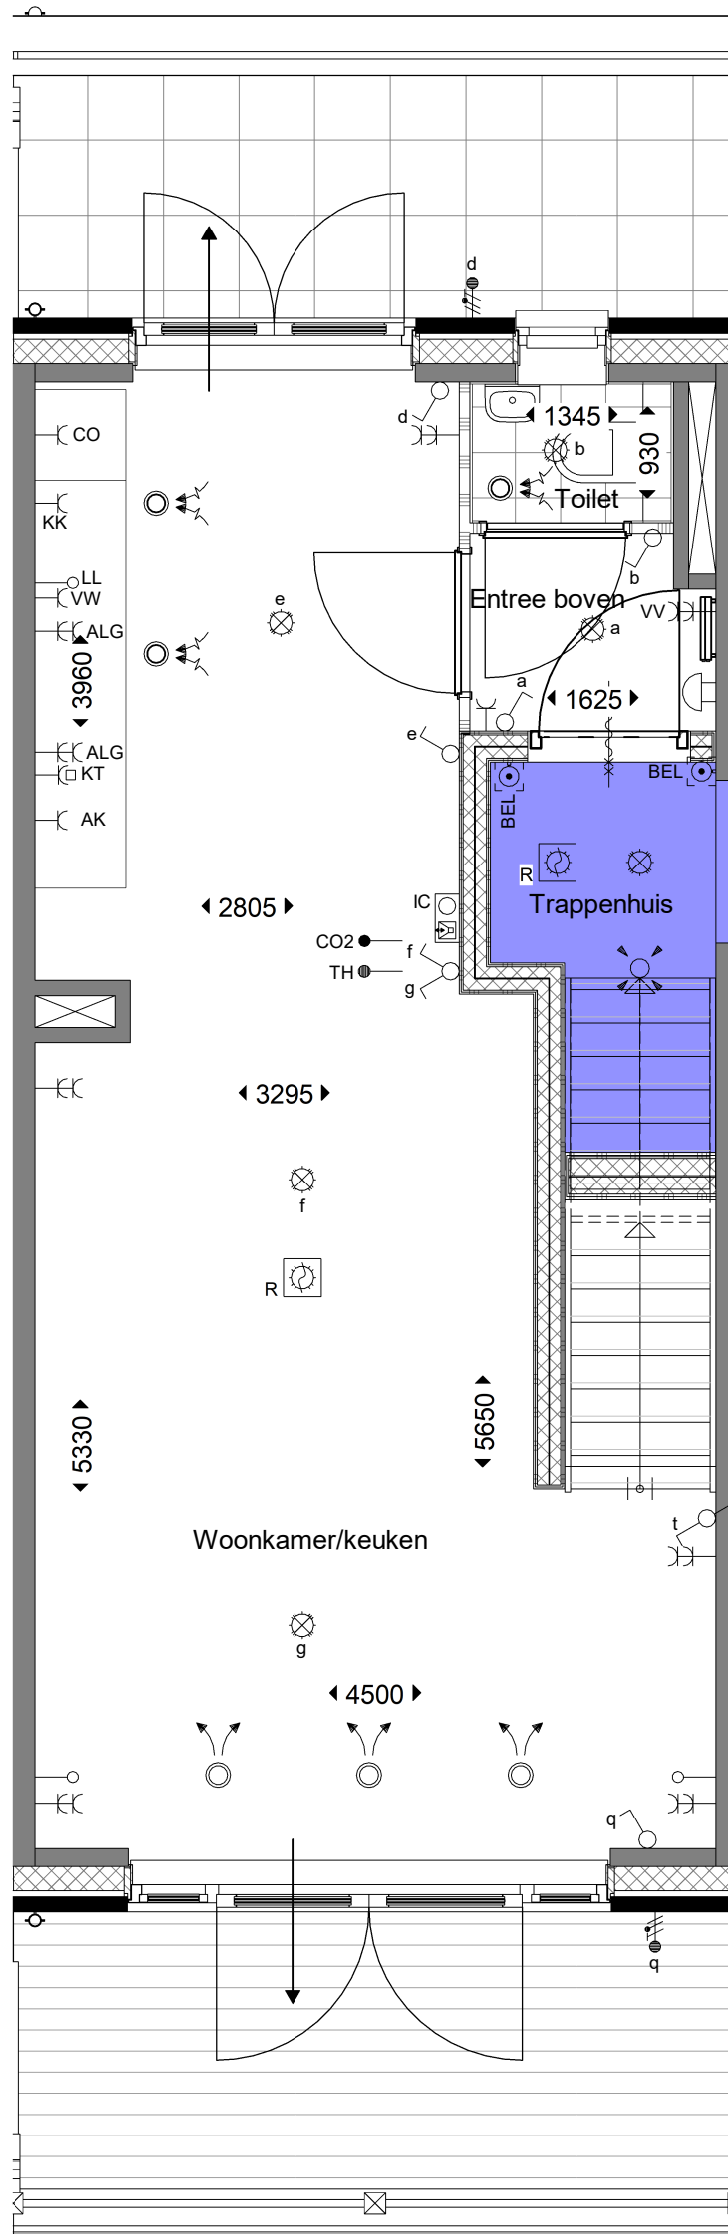 d
d
CO
1345
b
930
KK
Toilet
LL
b
VW
e
Entree boven
VV
ALG
a
3960
a
1625
e
ALG
KT
BEL
BEL
AK
R
IC
Trappenhuis
2805
CO2
f
TH
g
3295
f
R
5330
5650
t
Woonkamer/keuken
g
4500
q
q